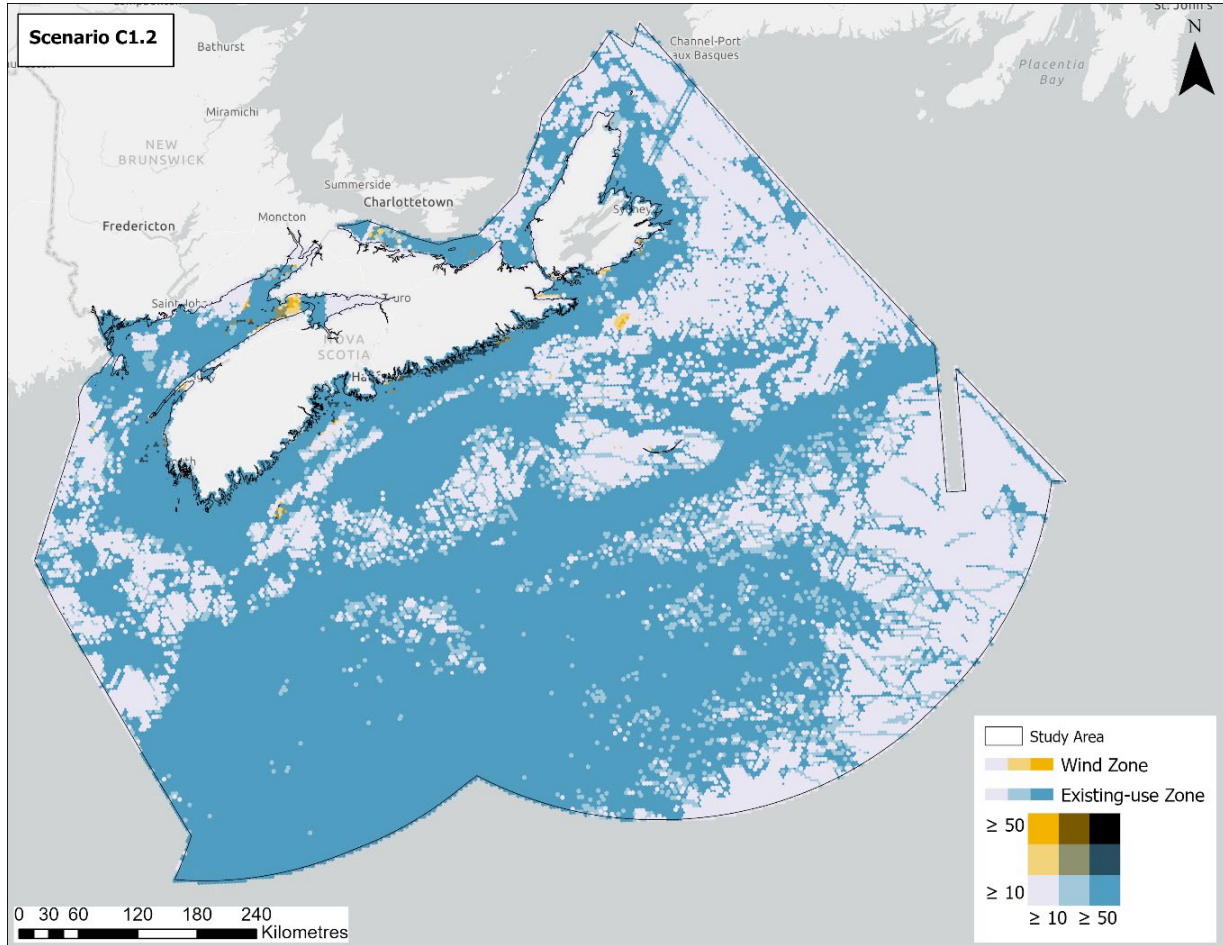 Scenario C1.2
St. John's
N
Bathurst
Channel-Port
aux Basques
Placentia
Bay
Miramichi
NEW
BRUNSWICK
Summerside
Charlottetown
Sydney
Moncton
Fredericton
Truro
NOVA
SCOTIA
Study Area
Wind Zone
Existing-use Zone
≥ 50
≥ 10
≥ 10 ≥ 50
0 30 60 120 180 240
Kilometres